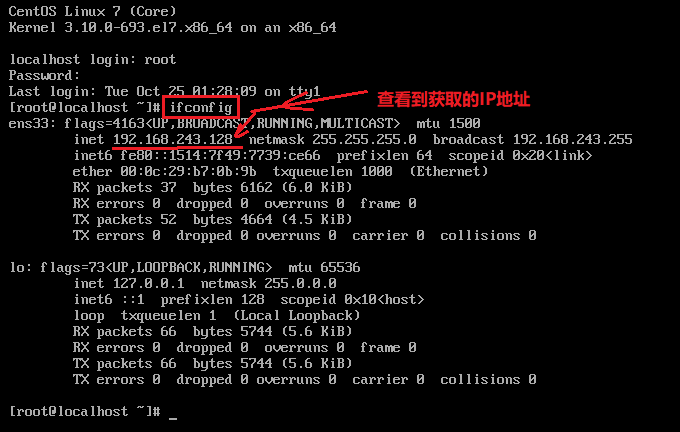 CentOS Linux 7 (Core)
Kernel 3.10.0-693.el7.x86_64 on an x86_64
localhost login: root
Password:
Last login: Tue Oct 25 01:28:09 on tty1
[root@localhost ~]# ifconfig
查看到获取的IP地址
ens33: flags=4163<UP,BROADCAST,RUNNING,MULTICAST>  mtu 1500
inet 192.168.243.128  netmask 255.255.255.0  broadcast 192.168.243.255
inet6 fe80::1514:7f49:7739:ce66  prefixlen 64  scopeid 0x20<link>
ether 00:0c:29:b7:0b:9b  txqueuelen 1000  (Ethernet)
RX packets 37  bytes 6162 (6.0 KiB)
RX errors 0  dropped 0  overruns 0  frame 0
TX packets 52  bytes 4664 (4.5 KiB)
TX errors 0  dropped 0 overruns 0  carrier 0  collisions 0
lo: flags=73<UP,LOOPBACK,RUNNING>  mtu 65536
inet 127.0.0.1  netmask 255.0.0.0
inet6 ::1  prefixlen 128  scopeid 0x10<host>
loop  txqueuelen 1  (Local Loopback)
RX packets 66  bytes 5744 (5.6 KiB)
RX errors 0  dropped 0  overruns 0  frame 0
TX packets 66  bytes 5744 (5.6 KiB)
TX errors 0  dropped 0 overruns 0  carrier 0  collisions 0
[root@localhost ~]# _